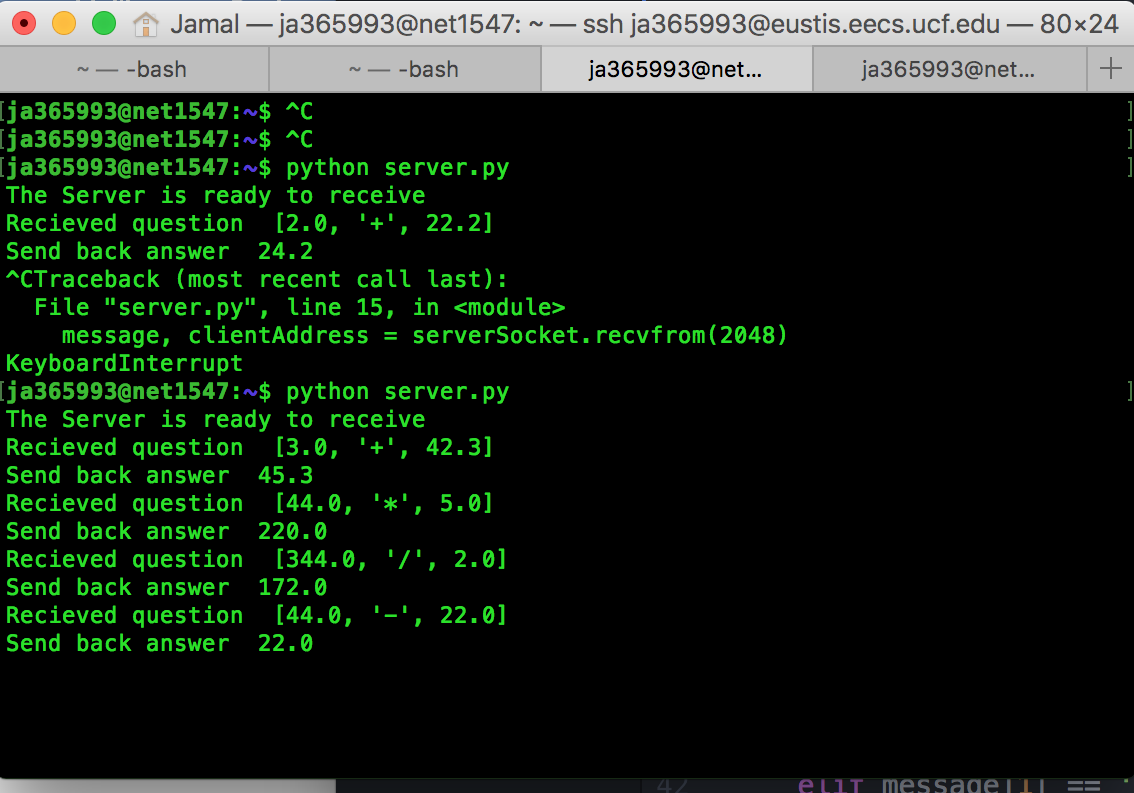 Jamal — ja365993@net1547: ~ — ssh ja365993@eustis.eecs.ucf.edu — 80×24
~ — -bash ~ — -bash ja365993@net... ja365993@net... +
[ja365993@net1547:~$ ^C ]
[ja365993@net1547:~$ ^C ]
[ja365993@net1547:~$ python server.py ]
The Server is ready to receive
Recieved question  [2.0, '+', 22.2]
Send back answer  24.2
^CTraceback (most recent call last):
  File "server.py", line 15, in <module>
    message, clientAddress = serverSocket.recvfrom(2048)
KeyboardInterrupt
[ja365993@net1547:~$ python server.py ]
The Server is ready to receive
Recieved question  [3.0, '+', 42.3]
Send back answer  45.3
Recieved question  [44.0, '*', 5.0]
Send back answer  220.0
Recieved question  [344.0, '/', 2.0]
Send back answer  172.0
Recieved question  [44.0, '-', 22.0]
Send back answer  22.0
42 elif message[1] ==